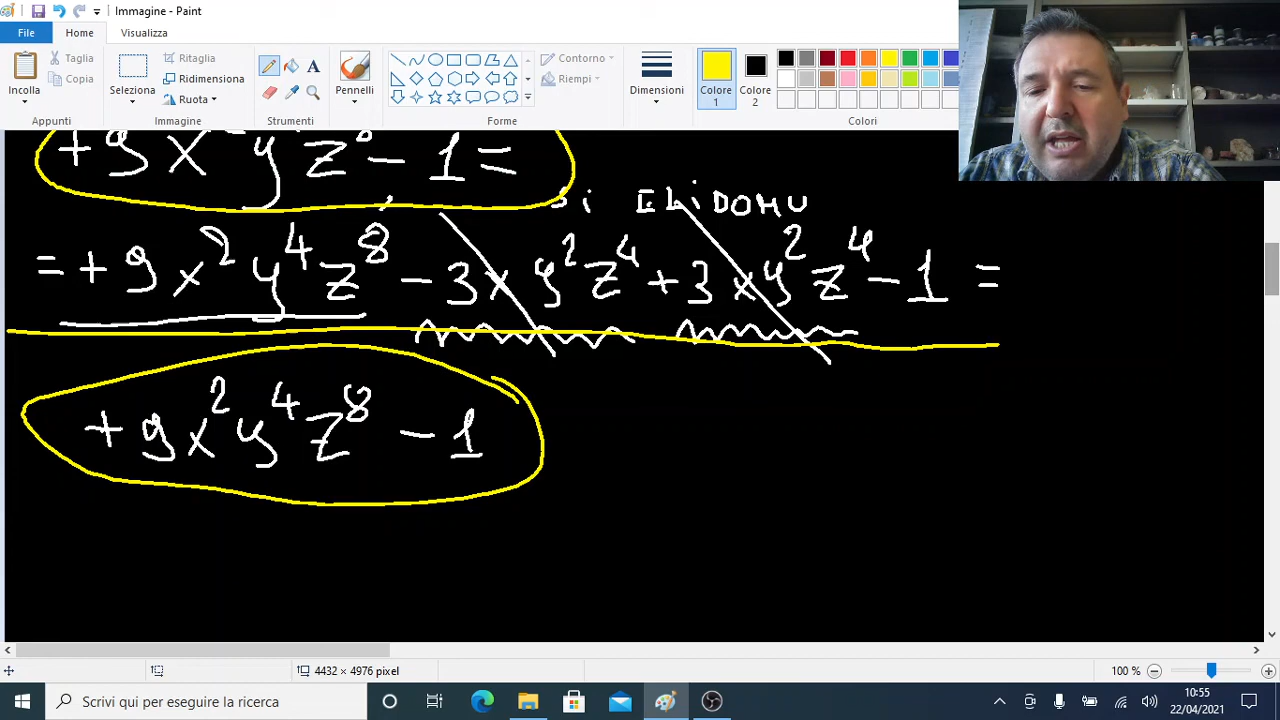 Immagine - Paint
File Home Visualizza
Incolla Taglia Copia Seleziona Ritaglia Ridimensiona Ruota A Pennelli Contorno Riempi Dimensioni Colore 1 Colore 2
Appunti Immagine Strumenti Forme Colori
+9x y z⁸ - 1 =
Si ELiDOMU
= + 9x²y⁴z⁸ - 3xy²z⁴ + 3xy²z⁴ - 1 =
+ 9x²y⁴z⁸ - 1
4432 × 4976 pixel 100 %
Scrivi qui per eseguire la ricerca
10:55
22/04/2021